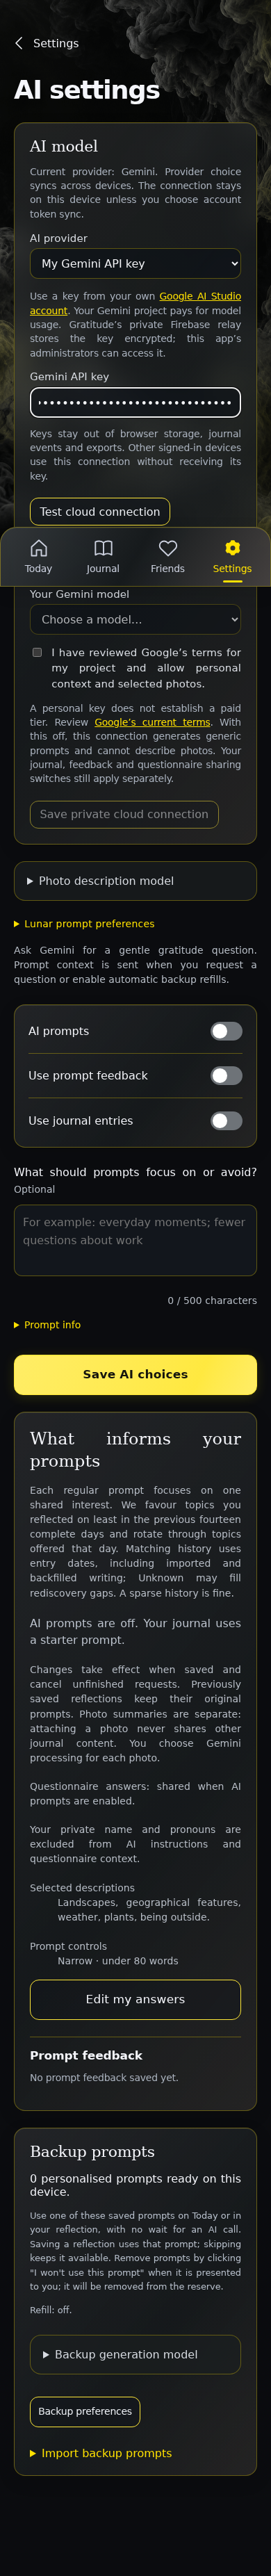 Settings
AI settings
AI model
Current provider: Gemini. Provider choice
syncs across devices. The connection stays
on this device unless you choose account
token sync.
AI provider
My Gemini API key
Use a key from your own Google AI Studio
account. Your Gemini project pays for model
usage. Gratitude’s private Firebase relay
stores the key encrypted; this app’s
administrators can access it.
Gemini API key
Keys stay out of browser storage, journal
events and exports. Other signed-in devices
use this connection without receiving its
key.
Test cloud connection
Today
Journal
Friends
Settings
Your Gemini model
Choose a model...
I have reviewed Google’s terms for
my project and allow personal
context and selected photos.
A personal key does not establish a paid
tier. Review Google’s current terms. With
this off, this connection generates generic
prompts and cannot describe photos. Your
journal, feedback and questionnaire sharing
switches still apply separately.
Save private cloud connection
Photo description model
Lunar prompt preferences
Ask Gemini for a gentle gratitude question.
Prompt context is sent when you request a
question or enable automatic backup refills.
AI prompts
Use prompt feedback
Use journal entries
What should prompts focus on or avoid?
Optional
For example: everyday moments; fewer
questions about work
0 / 500 characters
Prompt info
Save AI choices
What informs your
prompts
Each regular prompt focuses on one
shared interest. We favour topics you
reflected on least in the previous fourteen
complete days and rotate through topics
offered that day. Matching history uses
entry dates, including imported and
backfilled writing; Unknown may fill
rediscovery gaps. A sparse history is fine.
AI prompts are off. Your journal uses
a starter prompt.
Changes take effect when saved and
cancel unfinished requests. Previously
saved reflections keep their original
prompts. Photo summaries are separate:
attaching a photo never shares other
journal content. You choose Gemini
processing for each photo.
Questionnaire answers: shared when AI
prompts are enabled.
Your private name and pronouns are
excluded from AI instructions and
questionnaire context.
Selected descriptions
Landscapes, geographical features,
weather, plants, being outside.
Prompt controls
Narrow · under 80 words
Edit my answers
Prompt feedback
No prompt feedback saved yet.
Backup prompts
0 personalised prompts ready on this
device.
Use one of these saved prompts on Today or in
your reflection, with no wait for an AI call.
Saving a reflection uses that prompt; skipping
keeps it available. Remove prompts by clicking
"I won't use this prompt" when it is presented
to you; it will be removed from the reserve.
Refill: off.
Backup generation model
Backup preferences
Import backup prompts